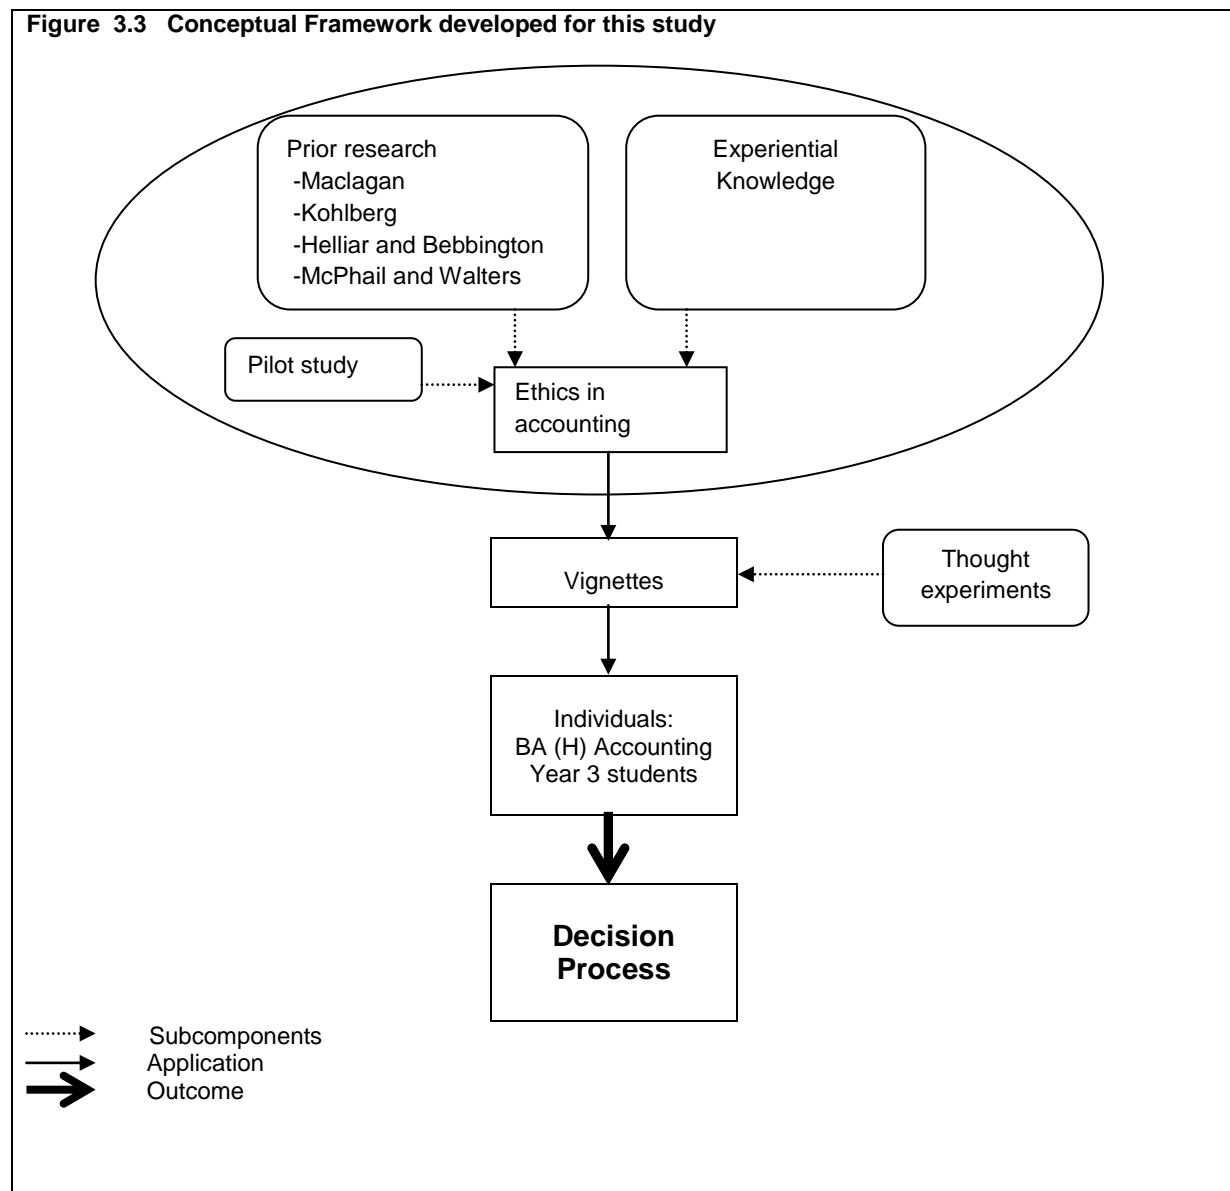 Figure 3.3 Conceptual Framework developed for this study
Prior research
-Maclagan
-Kohlberg
-Helliar and Bebbington
-McPhail and Walters
Experiential
Knowledge
Pilot study
Ethics in
accounting
Vignettes
Thought
experiments
Individuals:
BA (H) Accounting
Year 3 students
Decision
Process
Subcomponents
Application
Outcome